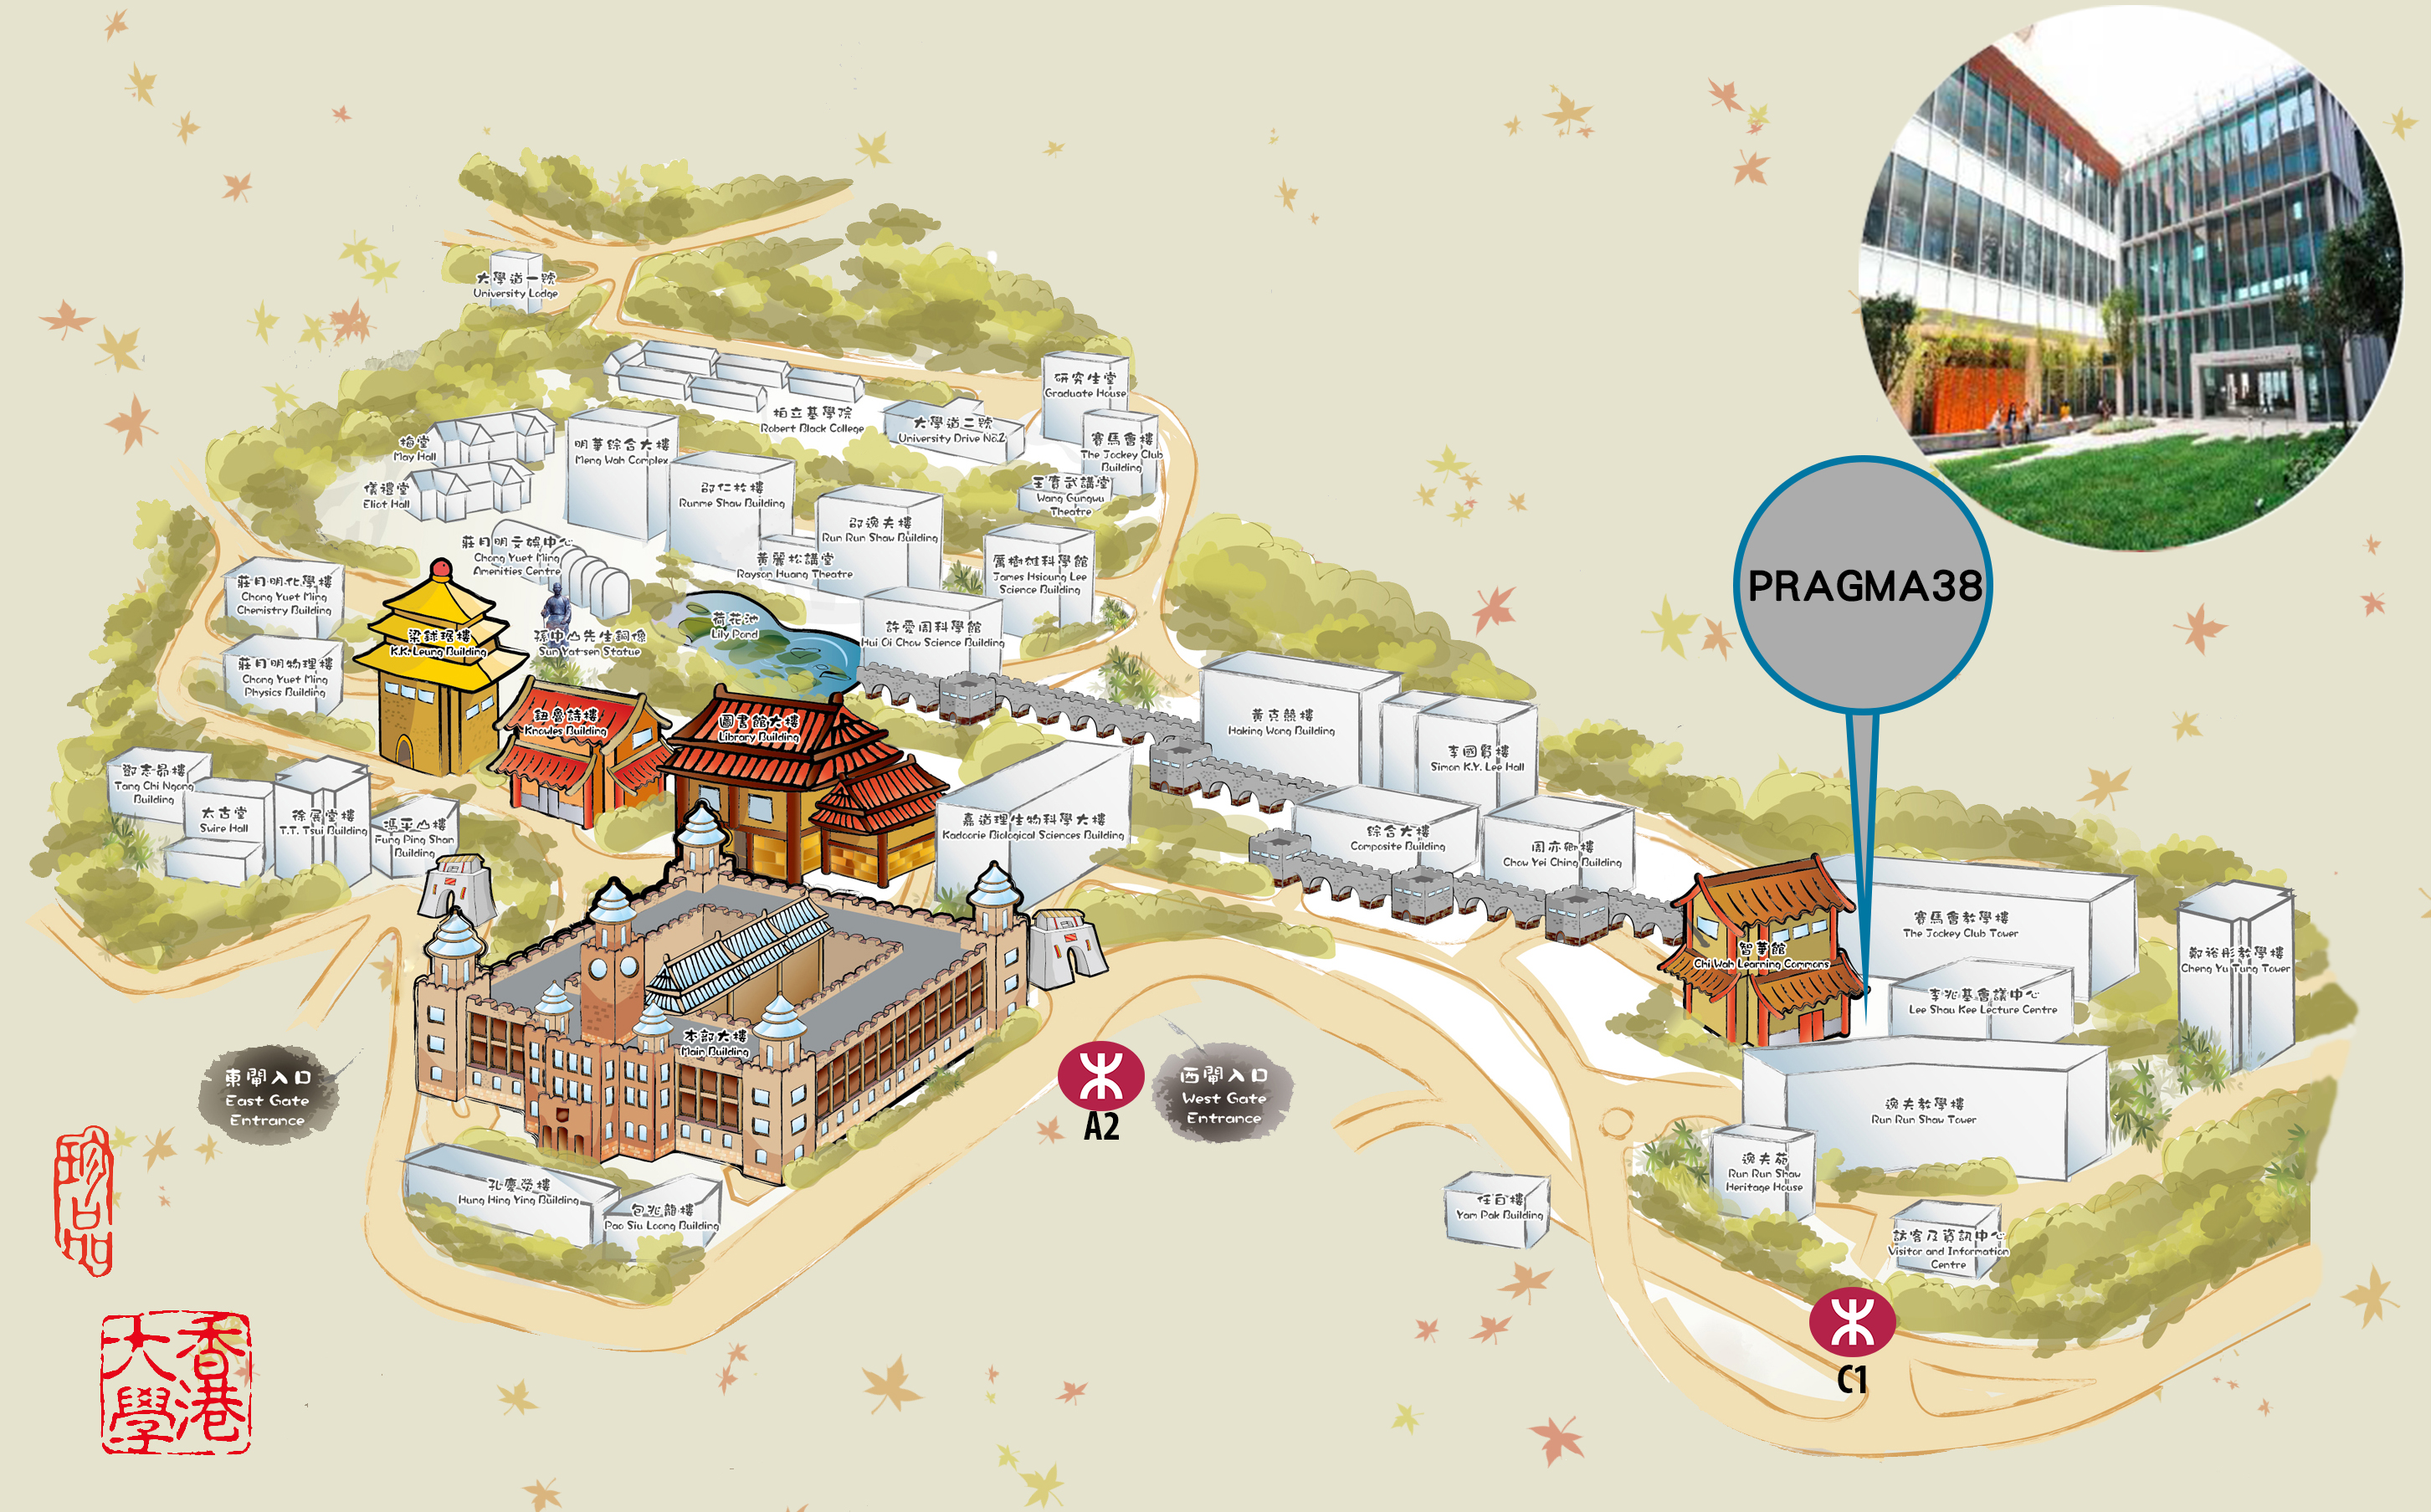 大學道一號
University Lodge
研究生堂
Graduate House
柏立基學院
Robert Black College
大學道二號
University Drive No.2
賽馬會樓
The Jockey Club
Building
梅堂
May Hall
明華綜合大樓
Meng Wah Complex
儀禮堂
Eliot Hall
邵仁枚樓
Runme Shaw Building
王賡武講堂
Wang Gungwu
Theatre
邵逸夫樓
Run Run Shaw Building
莊月明文娛中心
Chong Yuet Ming
Amenities Centre
黃麗松講堂
Rayson Huang Theatre
萬樹雄科學館
James Hsioung Lee
Science Building
莊月明化學樓
Chong Yuet Ming
Chemistry Building
梁銶琚樓
K.K. Leung Building
孫中山先生銅像
Sun Yat-sen Statue
荷花池
Lily Pond
許愛周科學館
Hui Oi Chow Science Building
莊月明物理樓
Chong Yuet Ming
Physics Building
鈕魯詩樓
Knowles Building
圖書館大樓
Library Building
黃克競樓
Haking Wong Building
李國賢樓
Simon K.Y. Lee Hall
鄧志昂樓
Tang Chi Ngong
Building
太古堂
Swire Hall
徐展堂樓
T.T. Tsui Building
馮平山樓
Fung Ping Shan
Building
嘉道理生物科學大樓
Kadoorie Biological Sciences Building
綜合大樓
Composite Building
周亦卿樓
Chow Yei Ching Building
PRAGMA38
智華館
Chi Wah Learning Commons
賽馬會教學樓
The Jockey Club Tower
鄭裕彤教學樓
Cheng Yu Tung Tower
李兆基會議中心
Lee Shau Kee Lecture Centre
本部大樓
Main Building
東閘入口
East Gate
Entrance
A2
西閘入口
West Gate
Entrance
逸夫教學樓
Run Run Shaw Tower
逸夫苑
Run Run Shaw
Heritage House
孔慶熒樓
Hung Hing Ying Building
包兆龍樓
Pao Siu Loong Building
任白樓
Yam Pak Building
訪客及資訊中心
Visitor and Information
Centre
C1
珍品
香港
大學